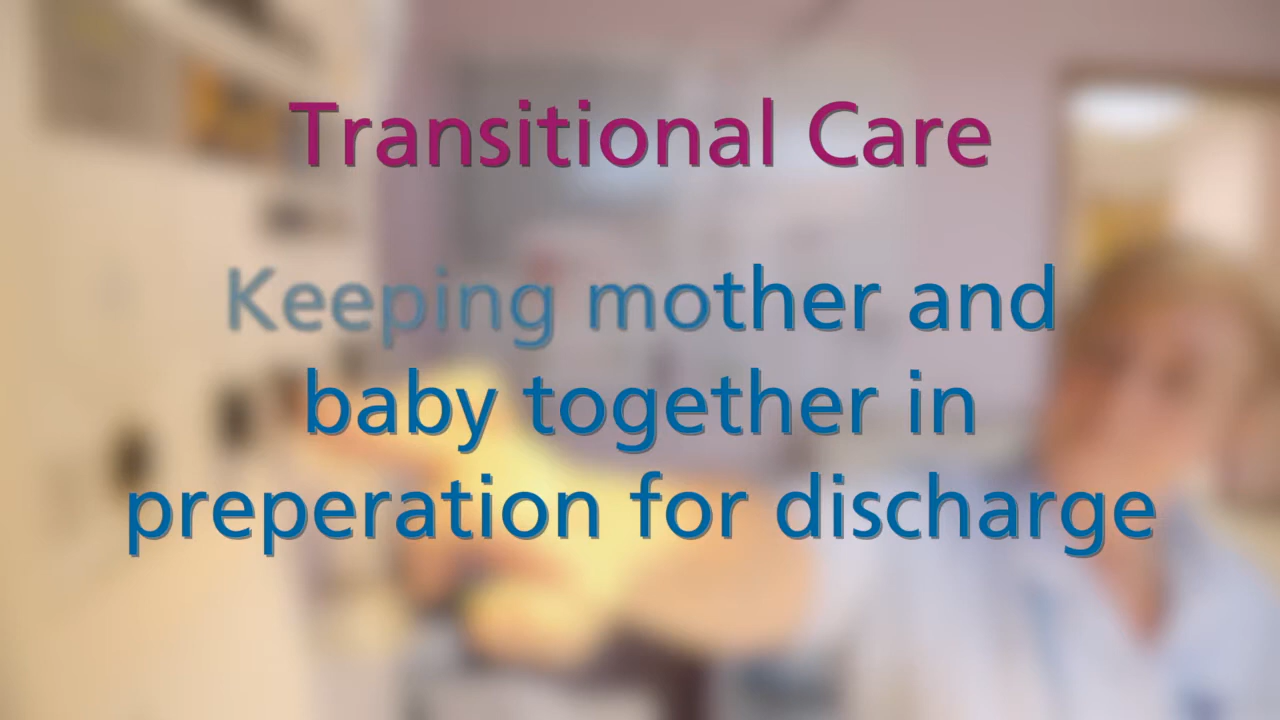 Transitional Care
Keeping mother and
baby together in
preperation for discharge